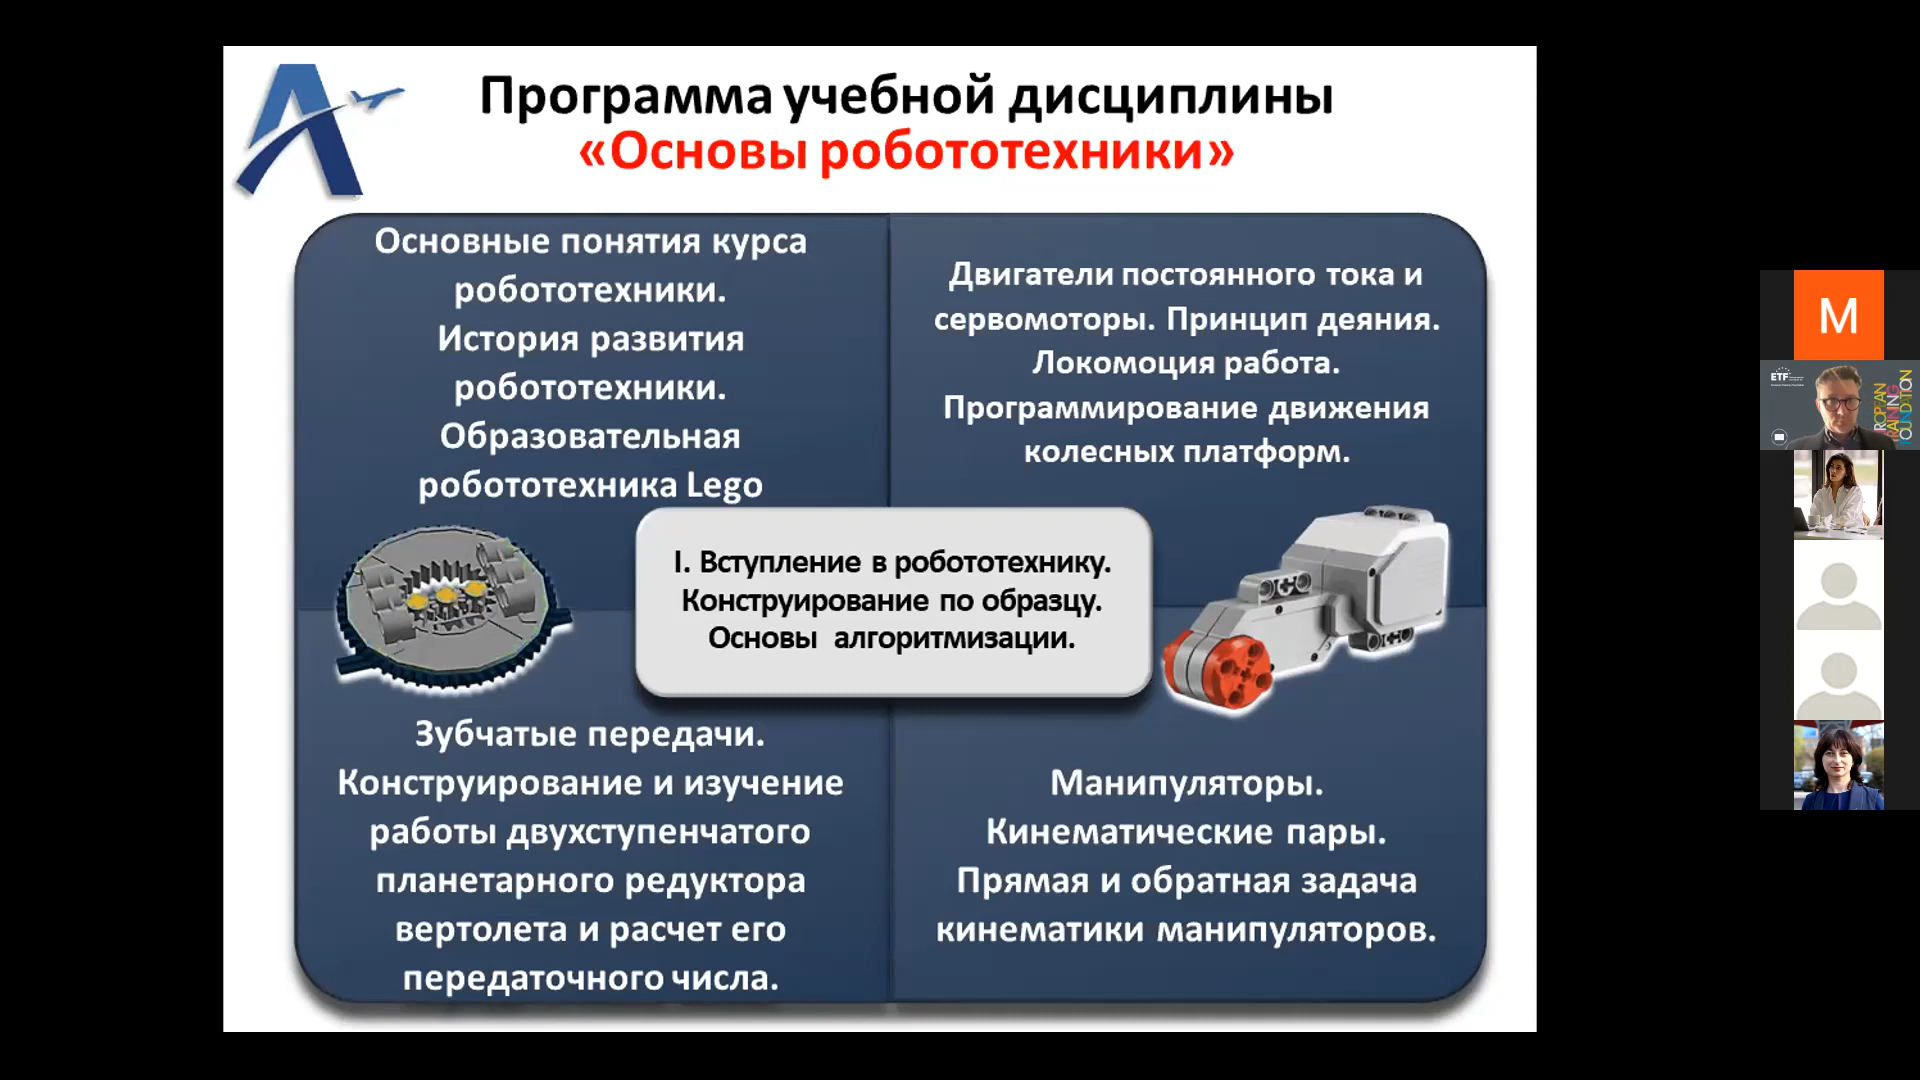 Программа учебной дисциплины
«Основы робототехники»
Основные понятия курса
робототехники.
История развития
робототехники.
Образовательная
робототехника Lego
Двигатели постоянного тока и
сервомоторы. Принцип деяния.
Локомоция работа.
Программирование движения
колесных платформ.
I. Вступление в робототехнику.
Конструирование по образцу.
Основы алгоритмизации.
Зубчатые передачи.
Конструирование и изучение
работы двухступенчатого
планетарного редуктора
вертолета и расчет его
передаточного числа.
Манипуляторы.
Кинематические пары.
Прямая и обратная задача
кинематики манипуляторов.
M
ETF